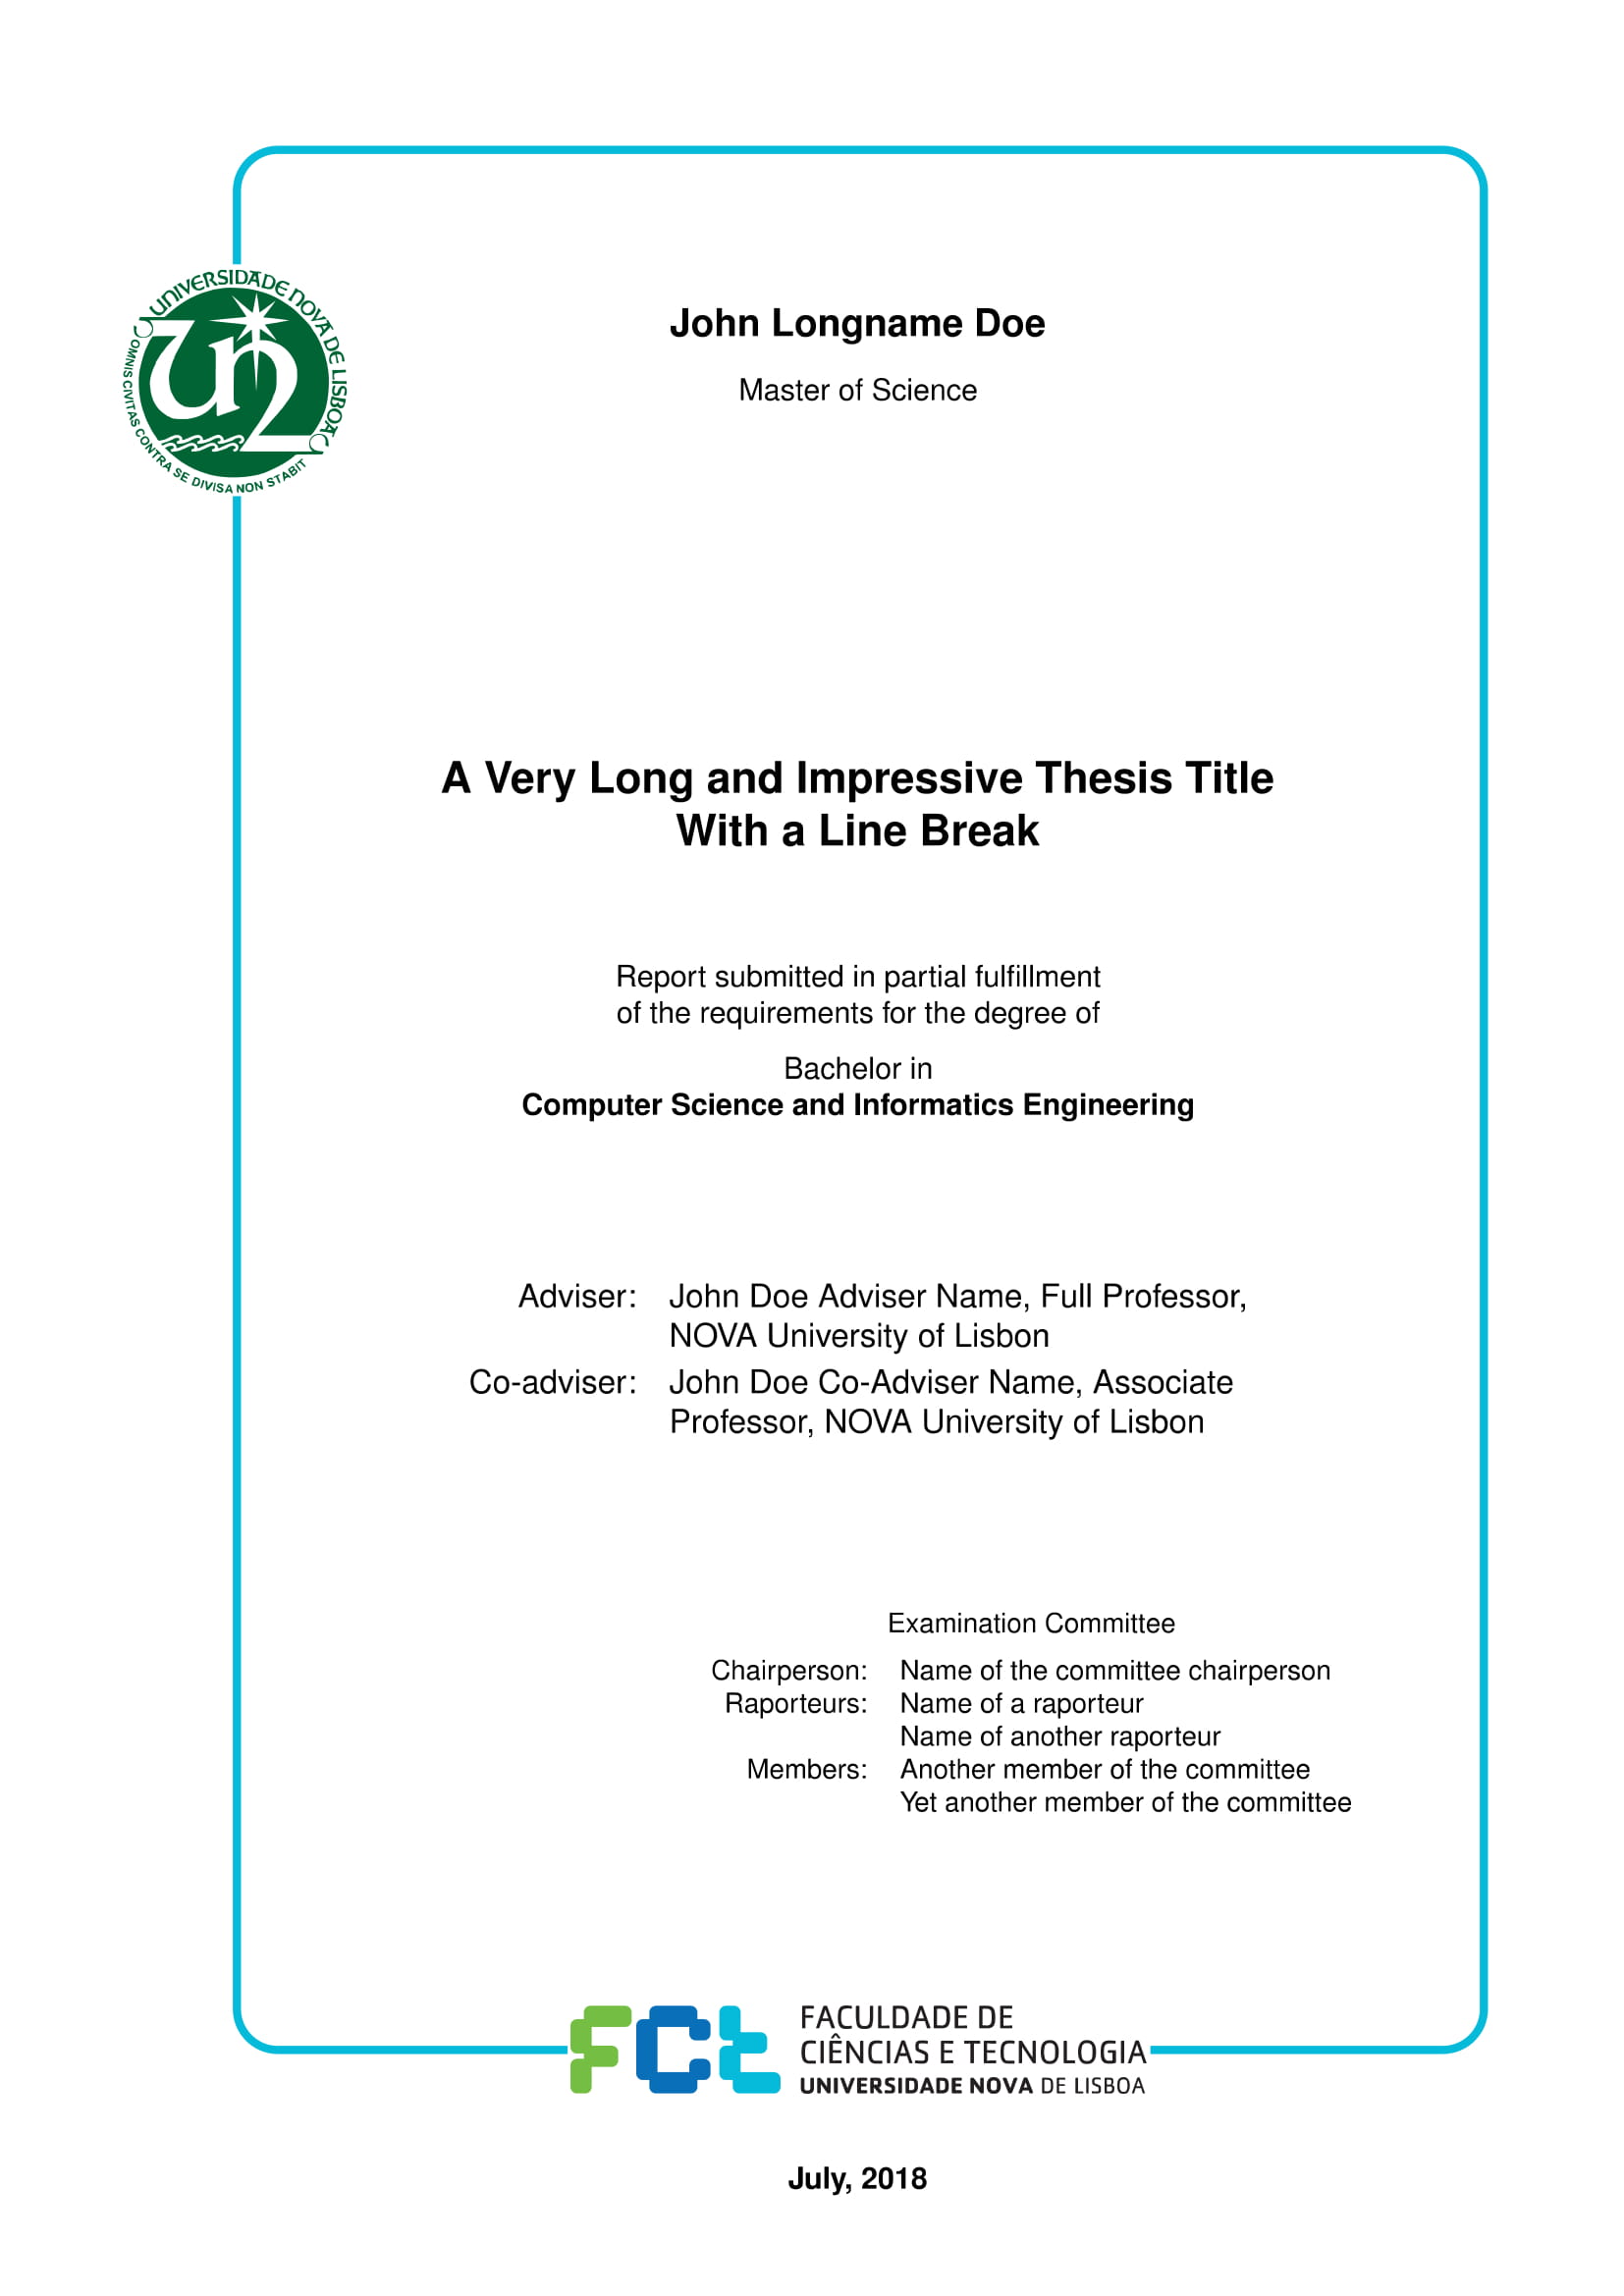 UNIVERSIDADE NOVA DE LISBOA
OMNIS CIVITAS CONTRA SE DIVISA NON STABIT
John Longname Doe
Master of Science
A Very Long and Impressive Thesis Title
With a Line Break
Report submitted in partial fulfillment
of the requirements for the degree of
Bachelor in
Computer Science and Informatics Engineering
Adviser: John Doe Adviser Name, Full Professor,
NOVA University of Lisbon
Co-adviser: John Doe Co-Adviser Name, Associate
Professor, NOVA University of Lisbon
Examination Committee
Chairperson: Name of the committee chairperson
Raporteurs: Name of a raporteur
Name of another raporteur
Members: Another member of the committee
Yet another member of the committee
FCt
FACULDADE DE
CIÊNCIAS E TECNOLOGIA
UNIVERSIDADE NOVA DE LISBOA
July, 2018